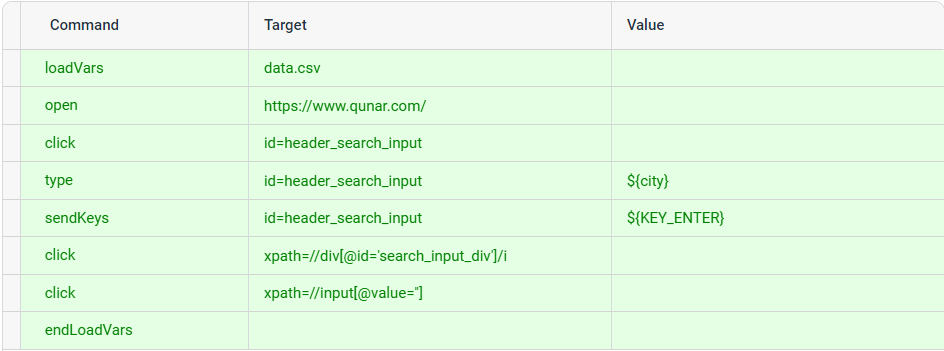 Command Target Value
loadVars data.csv
open https://www.qunar.com/
click id=header_search_input
type id=header_search_input ${city}
sendKeys id=header_search_input ${KEY_ENTER}
click xpath=//div[@id='search_input_div']/i
click xpath=//input[@value='']
endLoadVars